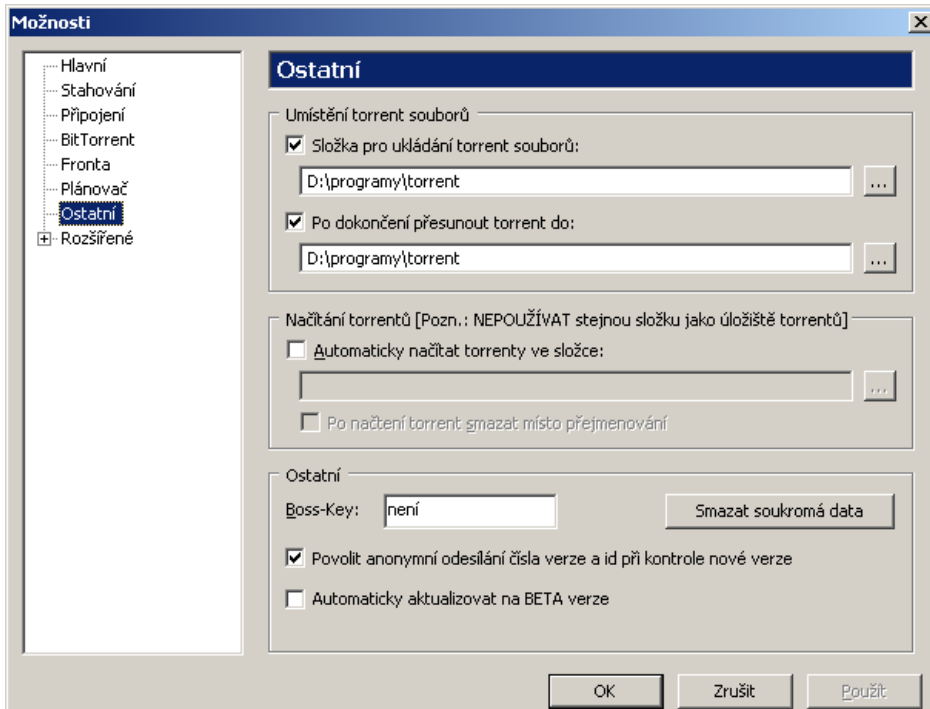 Možnosti
Hlavní
Stahování
Připojení
BitTorrent
Fronta
Plánovač
Ostatní
Rozšířené
Ostatní
Umístění torrent souborů
Složka pro ukládání torrent souborů:
D:\programy\torrent
...
Po dokončení přesunout torrent do:
D:\programy\torrent
...
Načítání torrentů [Pozn.: NEPOUŽÍVAT stejnou složku jako úložiště torrentů]
Automaticky načítat torrenty ve složce:
...
Po načtení torrent smazat místo přejmenování
Ostatní
Boss-Key: není Smazat soukromá data
Povolit anonymní odesílání čísla verze a id při kontrole nové verze
Automaticky aktualizovat na BETA verze
OK Zrušit Použít